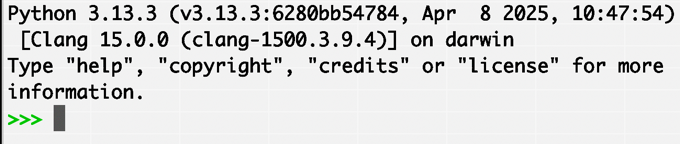 Python 3.13.3 (v3.13.3:6280bb54784, Apr  8 2025, 10:47:54)
 [Clang 15.0.0 (clang-1500.3.9.4)] on darwin
Type "help", "copyright", "credits" or "license" for more
information.
>>>